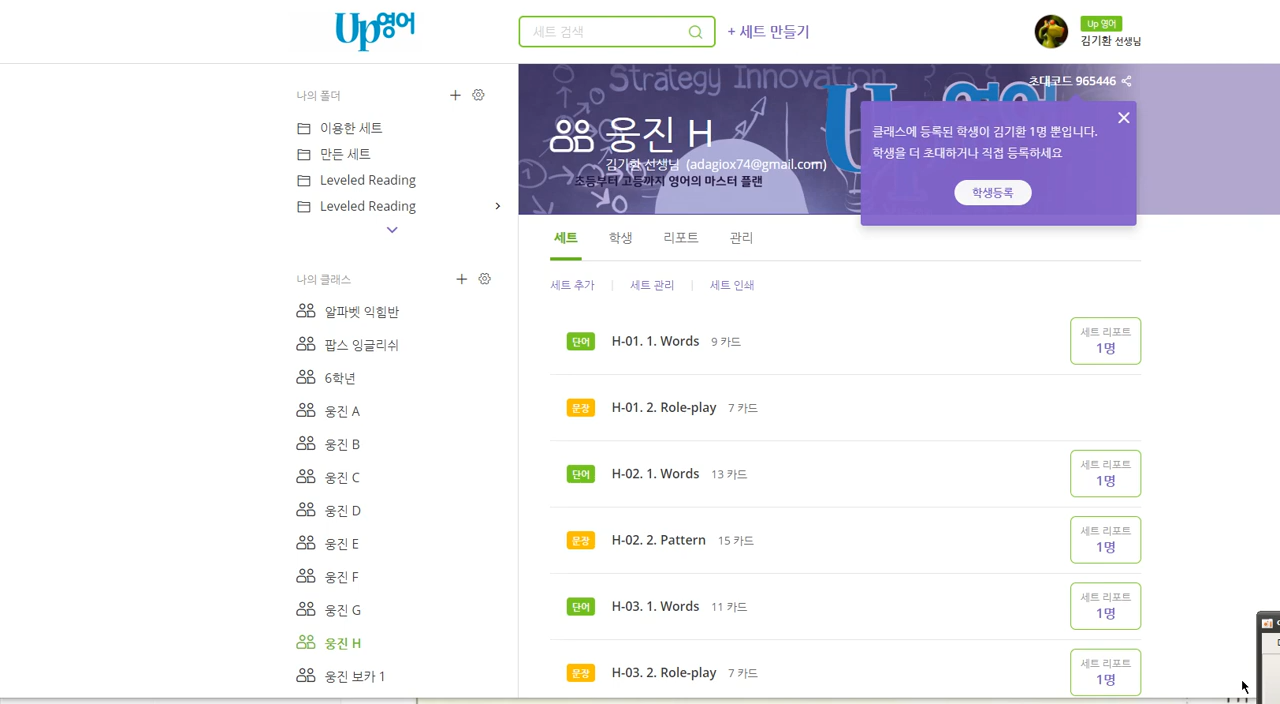 Up영어
세트 검색
+ 세트 만들기
Up 영어
김기환 선생님
나의 폴더
이용한 세트
만든 세트
Leveled Reading
Leveled Reading
나의 클래스
알파벳 익힘반
팝스 잉글리쉬
6학년
웅진 A
웅진 B
웅진 C
웅진 D
웅진 E
웅진 F
웅진 G
웅진 H
웅진 보카 1
Strategy Innovation
초대코드 965446
웅진 H
김기환 선생님 (adagiox74@gmail.com)
초등부터 고등까지 영어의 마스터 플랜
클래스에 등록된 학생이 김기환 1명 뿐입니다.
학생을 더 초대하거나 직접 등록하세요
학생등록
세트 학생 리포트 관리
세트 추가 | 세트 관리 | 세트 인쇄
단어 H-01. 1. Words 9 카드
세트 리포트
1명
문장 H-01. 2. Role-play 7 카드
단어 H-02. 1. Words 13 카드
세트 리포트
1명
문장 H-02. 2. Pattern 15 카드
세트 리포트
1명
단어 H-03. 1. Words 11 카드
세트 리포트
1명
문장 H-03. 2. Role-play 7 카드
세트 리포트
1명